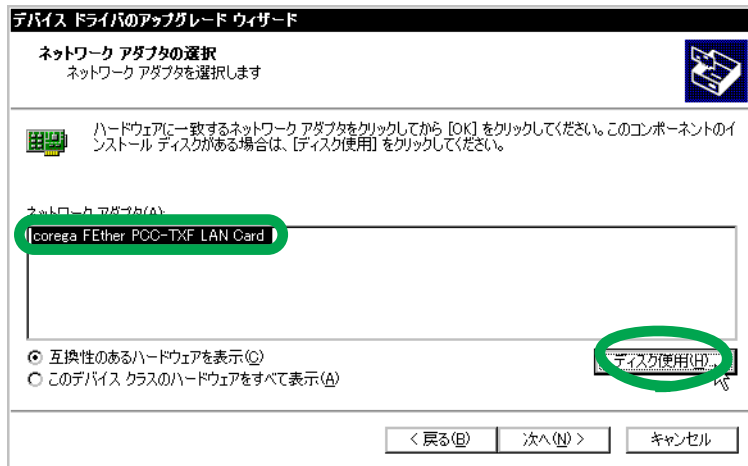 デバイス ドライバのアップグレード ウィザード
ネットワーク アダプタの選択
ネットワーク アダプタを選択します
ハードウェアに一致するネットワーク アダプタをクリックしてから [OK] をクリックしてください。このコンポーネントのイ
ンストール ディスクがある場合は、[ディスク使用] をクリックしてください。
ネットワーク アダプタ(A):
corega FEther PCC-TXF LAN Card
互換性のあるハードウェアを表示(C)
ディスク使用(H)...
このデバイス クラスのハードウェアをすべて表示(A)
< 戻る(B)
次へ(N) >
キャンセル